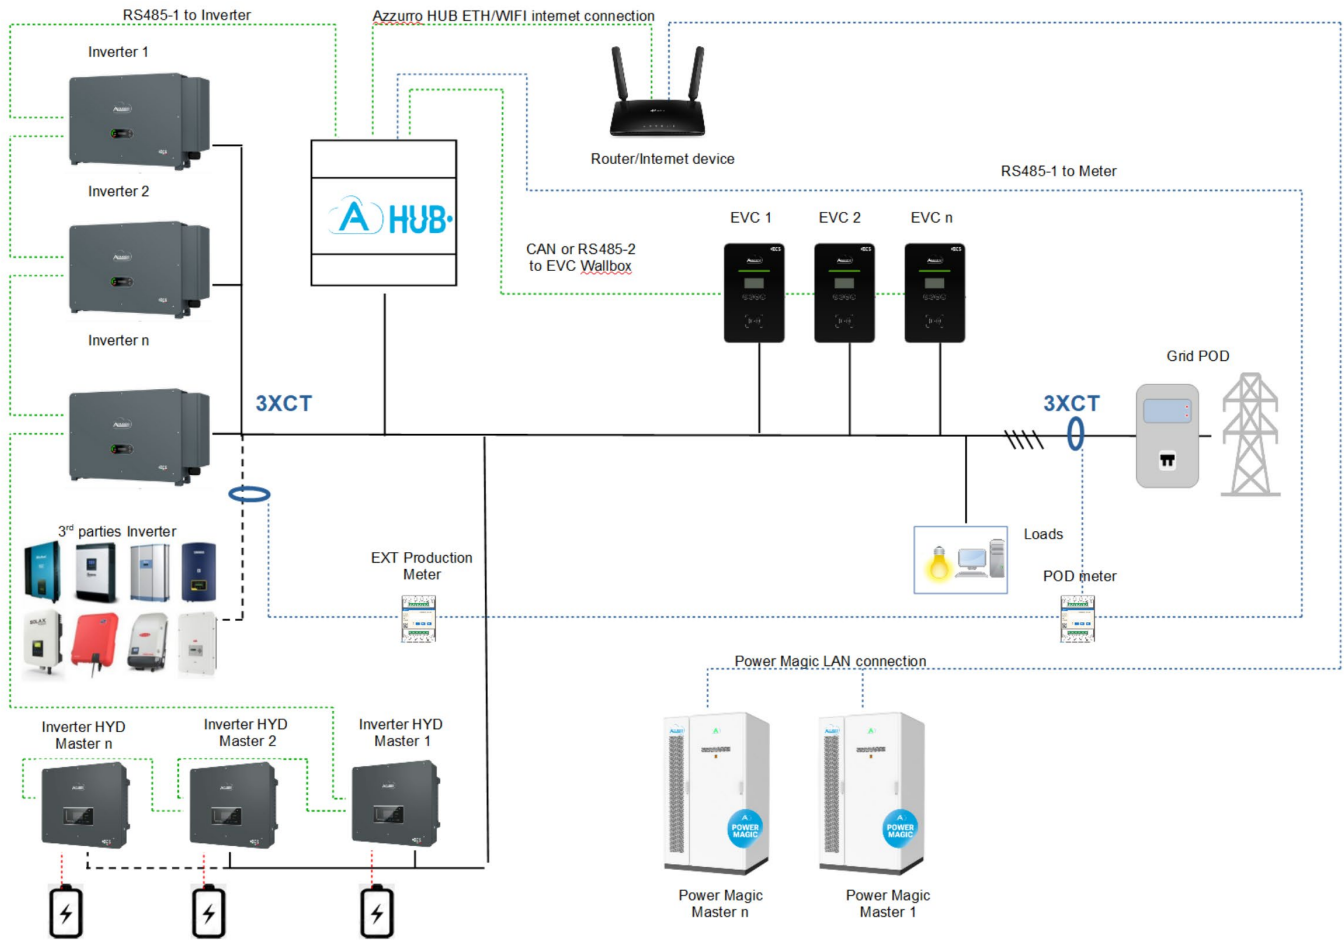 RS485-1 to Inverter
Azzurro HUB ETH/WIFI internet connection
Inverter 1
Router/Internet device
RS485-1 to Meter
Inverter 2
HUB
EVC 1
EVC 2
EVC n
CAN or RS485-2
to EVC Wallbox
Inverter n
Grid POD
3XCT
3XCT
3rd parties Inverter
EXT Production
Meter
Loads
POD meter
Power Magic LAN connection
Inverter HYD
Master n
Inverter HYD
Master 2
Inverter HYD
Master 1
POWER
MAGIC
POWER
MAGIC
Power Magic
Master n
Power Magic
Master 1